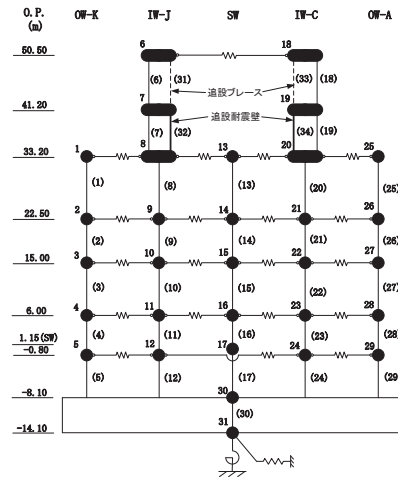 O.P. OW-K IW-J SW IW-C OW-A
(m)
50.50 6 18
(6) (31) (33) (18)
追設ブレース
41.20 7 19
追設耐震壁
(7) (32) (34) (19)
33.20 1 8 13 20 25
(1) (8) (13) (20) (25)
22.50 2 9 14 21 26
(2) (9) (14) (21) (26)
15.00 3 10 15 22 27
(3) (10) (15) (22) (27)
6.00 4 11 16 23 28
(4) (11) (16) (23) (28)
1.15(SW) 17
-0.80 5 12 24 29
(5) (12) (17) (24) (29)
-8.10 30
(30)
-14.10 31